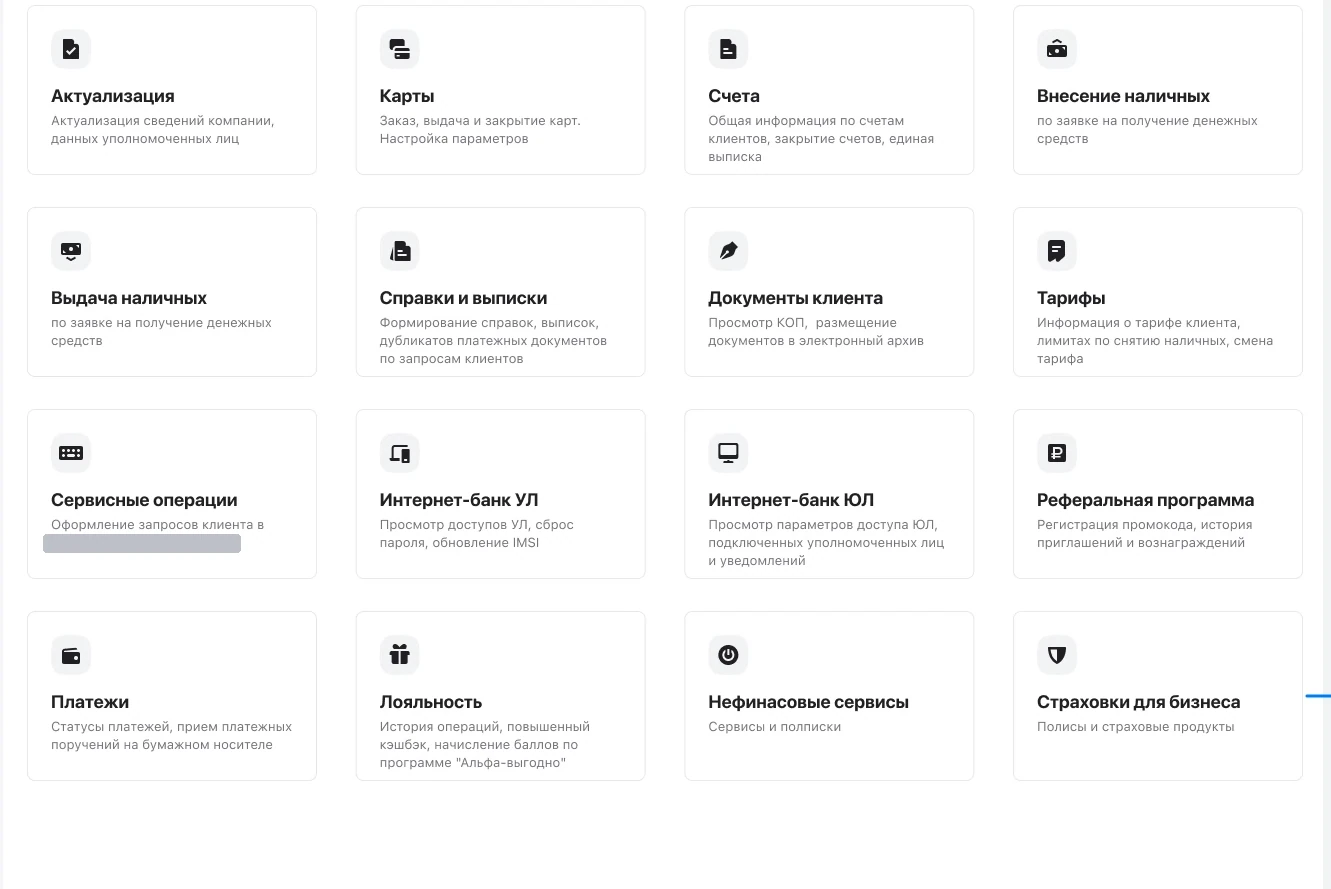 Актуализация
Актуализация сведений компании,
данных уполномоченных лиц
Карты
Заказ, выдача и закрытие карт.
Настройка параметров
Счета
Общая информация по счетам
клиентов, закрытие счетов, единая
выписка
Внесение наличных
по заявке на получение денежных
средств
Выдача наличных
по заявке на получение денежных
средств
Справки и выписки
Формирование справок, выписок,
дубликатов платежных документов
по запросам клиентов
Документы клиента
Просмотр КОП, размещение
документов в электронный архив
Тарифы
Информация о тарифе клиента,
лимитах по снятию наличных, смена
тарифа
Сервисные операции
Оформление запросов клиента в
Интернет-банк УЛ
Просмотр доступов УЛ, сброс
пароля, обновление IMSI
Интернет-банк ЮЛ
Просмотр параметров доступа ЮЛ,
подключенных уполномоченных лиц
и уведомлений
Реферальная программа
Регистрация промокода, история
приглашений и вознаграждений
Платежи
Статусы платежей, прием платежных
поручений на бумажном носителе
Лояльность
История операций, повышенный
кэшбэк, начисление баллов по
программе "Альфа-выгодно"
Нефинасовые сервисы
Сервисы и полписки
Страховки для бизнеса
Полисы и страховые продукты